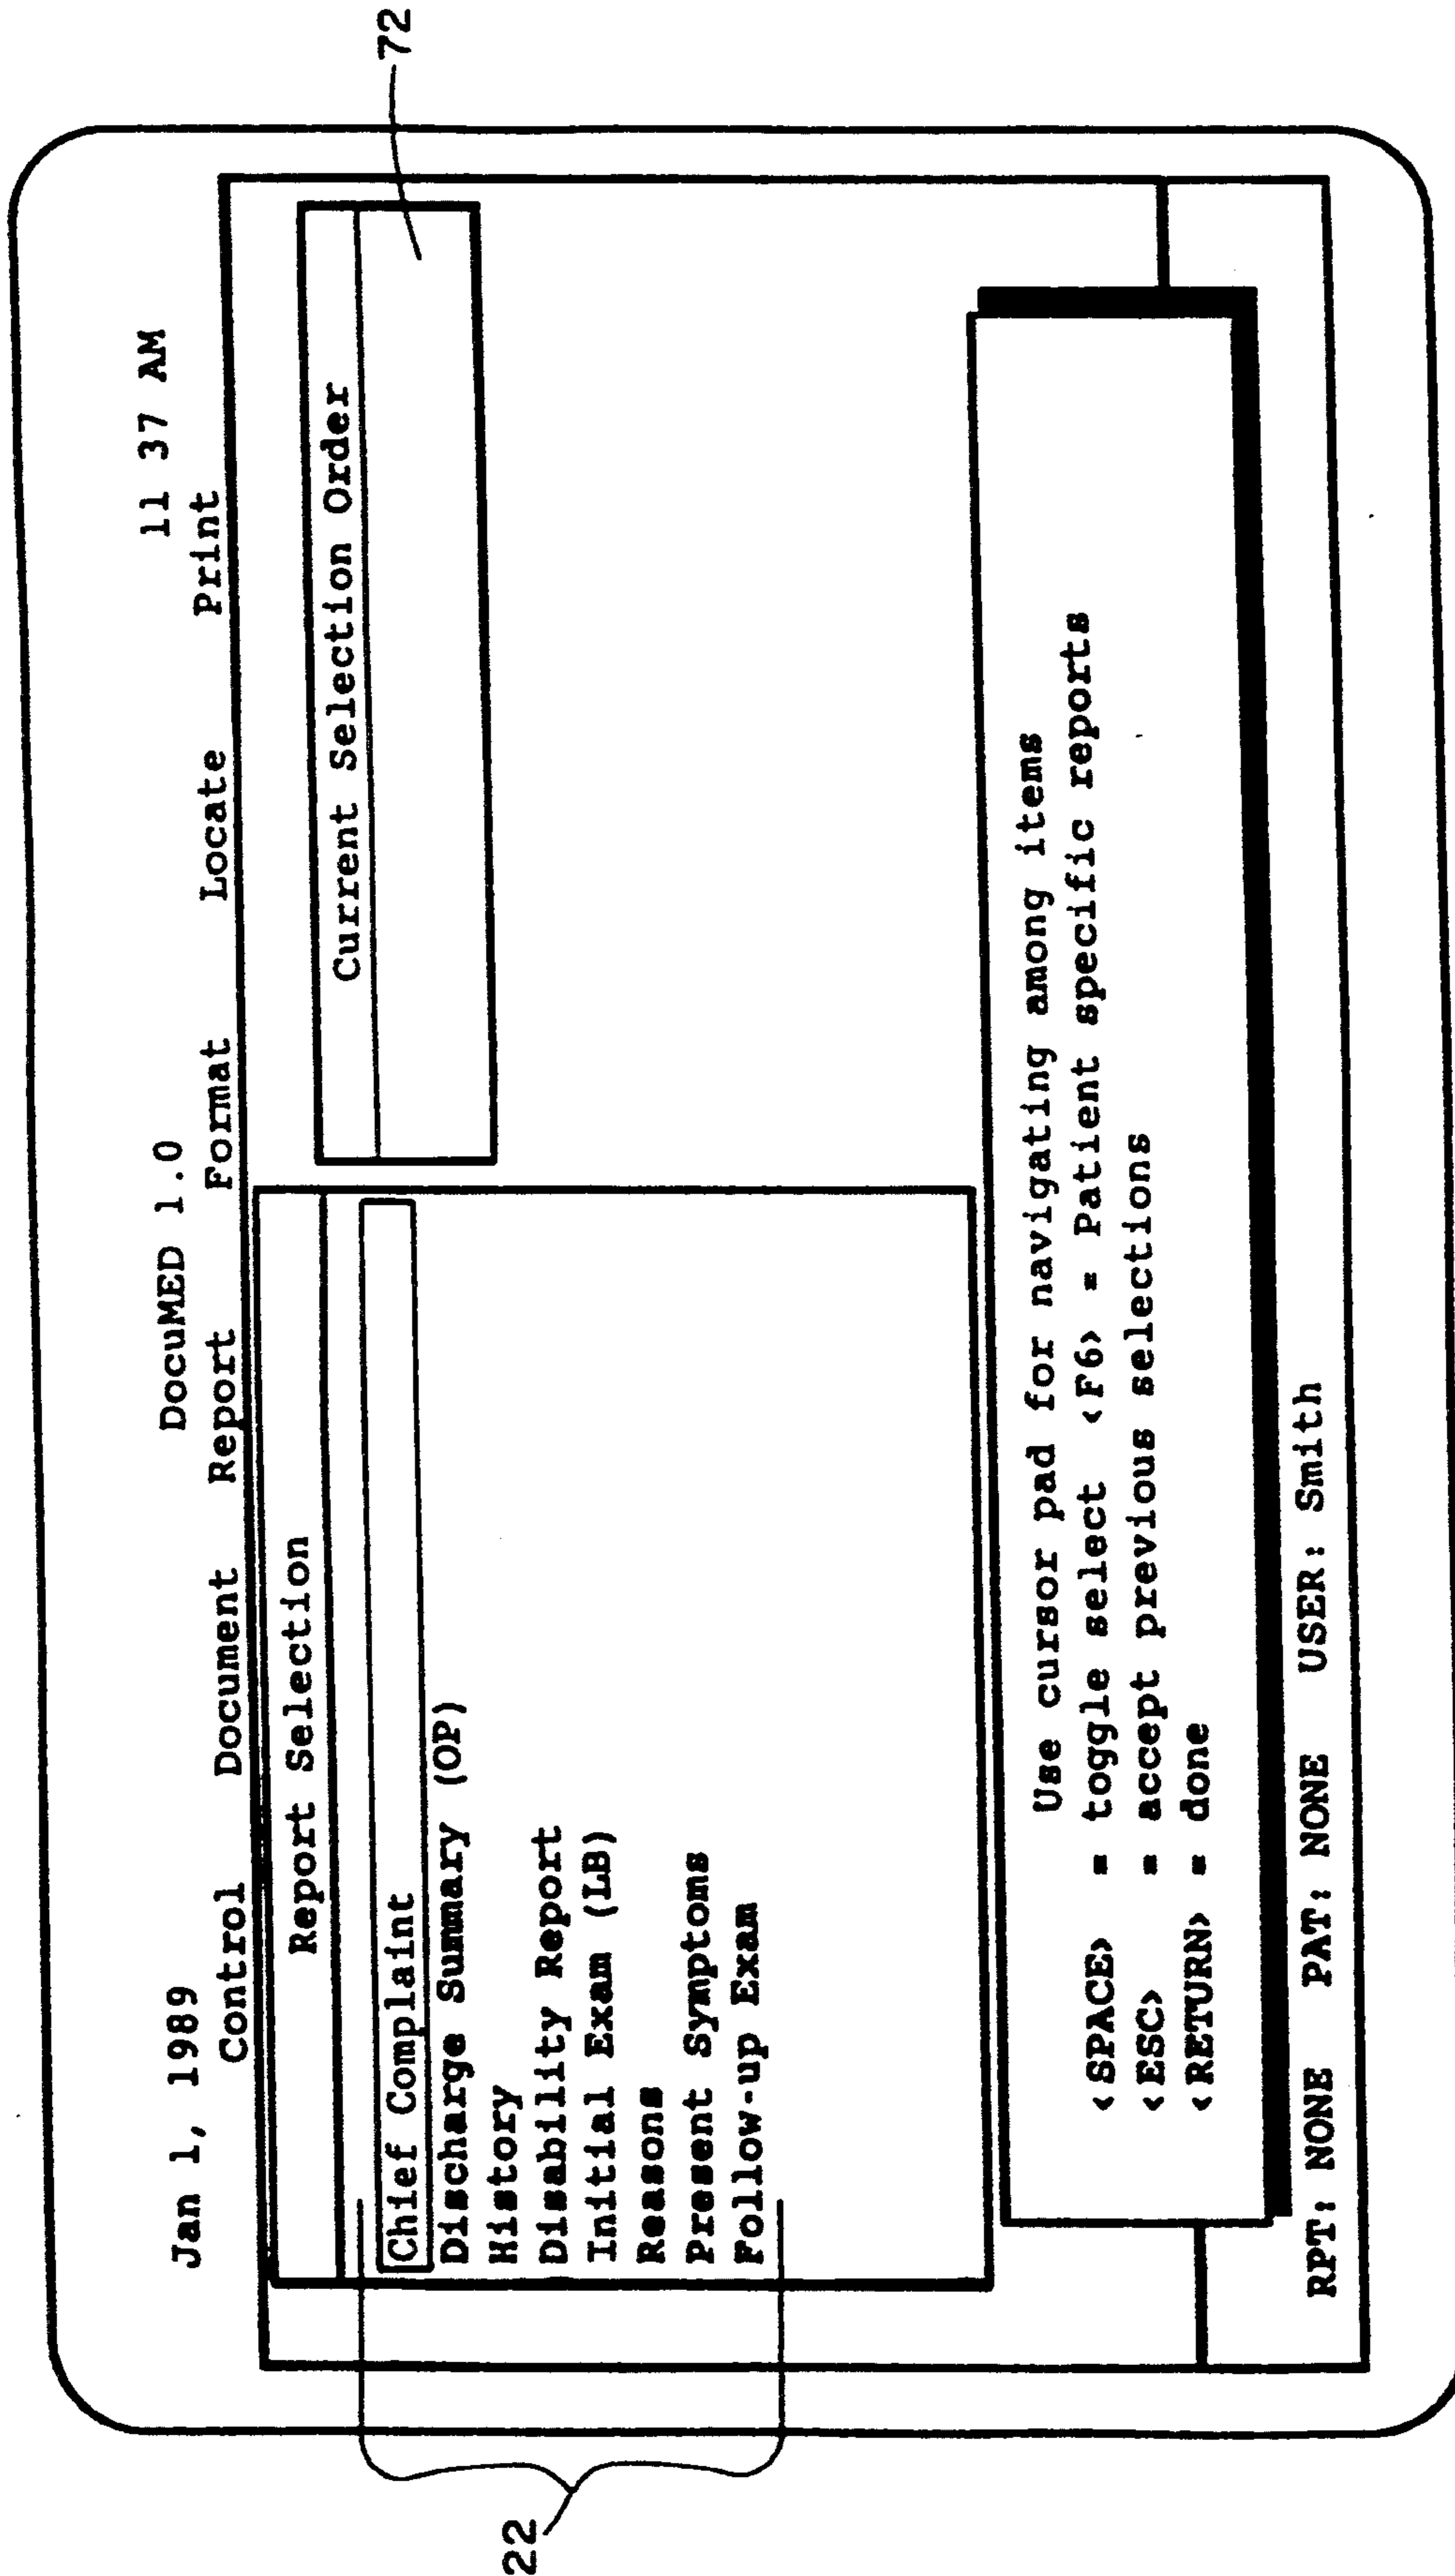 Jan 1, 1989 DocuMED 1.0 11 37 AM
Control Document Report Format Locate Print
Report Selection
Current Selection Order
72
Chief Complaint
Discharge Summary (OP)
History
Disability Report
Initial Exam (LB)
Reasons
Present Symptoms
Follow-up Exam
22
Use cursor pad for navigating among items
<SPACE> = toggle select <F6> = Patient specific reports
<ESC> = accept previous selections
<RETURN> = done
RPT: NONE PAT: NONE USER: Smith